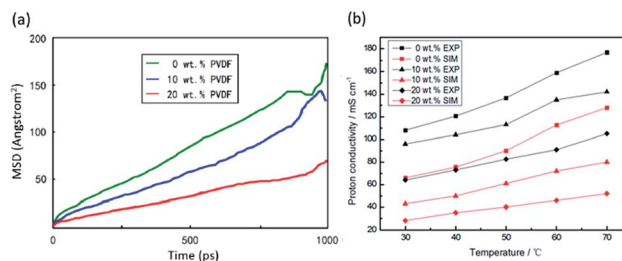 (a)
200
150
100
50
0
500
1000
MSD (Angstrom²)
Time (ps)
0 wt. % PVDF
10 wt. % PVDF
20 wt. % PVDF
(b)
180
160
140
120
100
80
60
40
20
30
40
50
60
70
Proton conductivity / mS cm⁻¹
Temperature / ℃
0 wt.% EXP
0 wt.% SIM
10 wt.% EXP
10 wt.% SIM
20 wt.% EXP
20 wt.% SIM